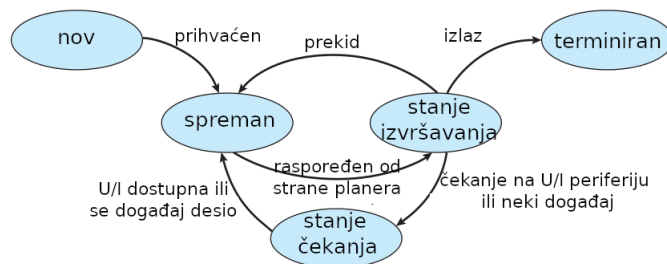 nov
prihvaćen
prekid
izlaz
terminiran
spreman
stanje
izvršavanja
raspoređen od
strane planera
U/I dostupna ili
se događaj desio
čekanje na U/I periferiju
ili neki događaj
stanje
čekanja